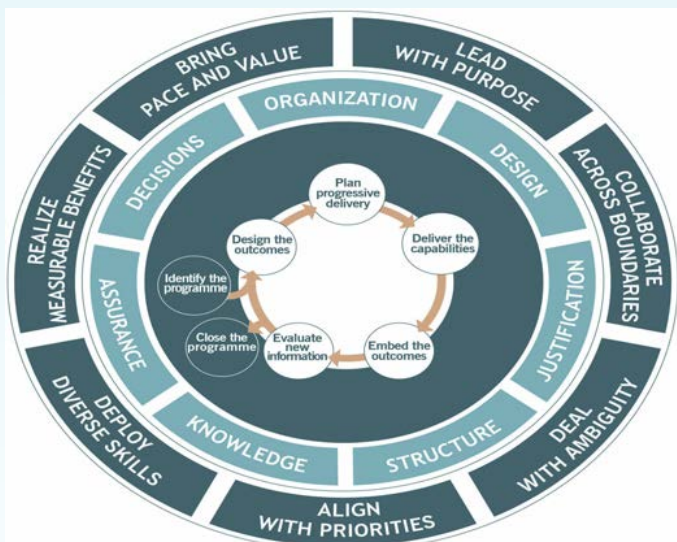 BRING
PACE AND VALUE
LEAD
WITH PURPOSE
COLLABORATE
ACROSS BOUNDARIES
DEAL
WITH AMBIGUITY
ALIGN
WITH PRIORITIES
DEPLOY
DIVERSE SKILLS
REALIZE
MEASURABLE BENEFITS
ORGANIZATION
DESIGN
JUSTIFICATION
STRUCTURE
KNOWLEDGE
ASSURANCE
DECISIONS
Plan
progressive
delivery
Deliver the
capabilities
Embed the
outcomes
Evaluate
new
information
Close the
programme
Identify the
programme
Design the
outcomes